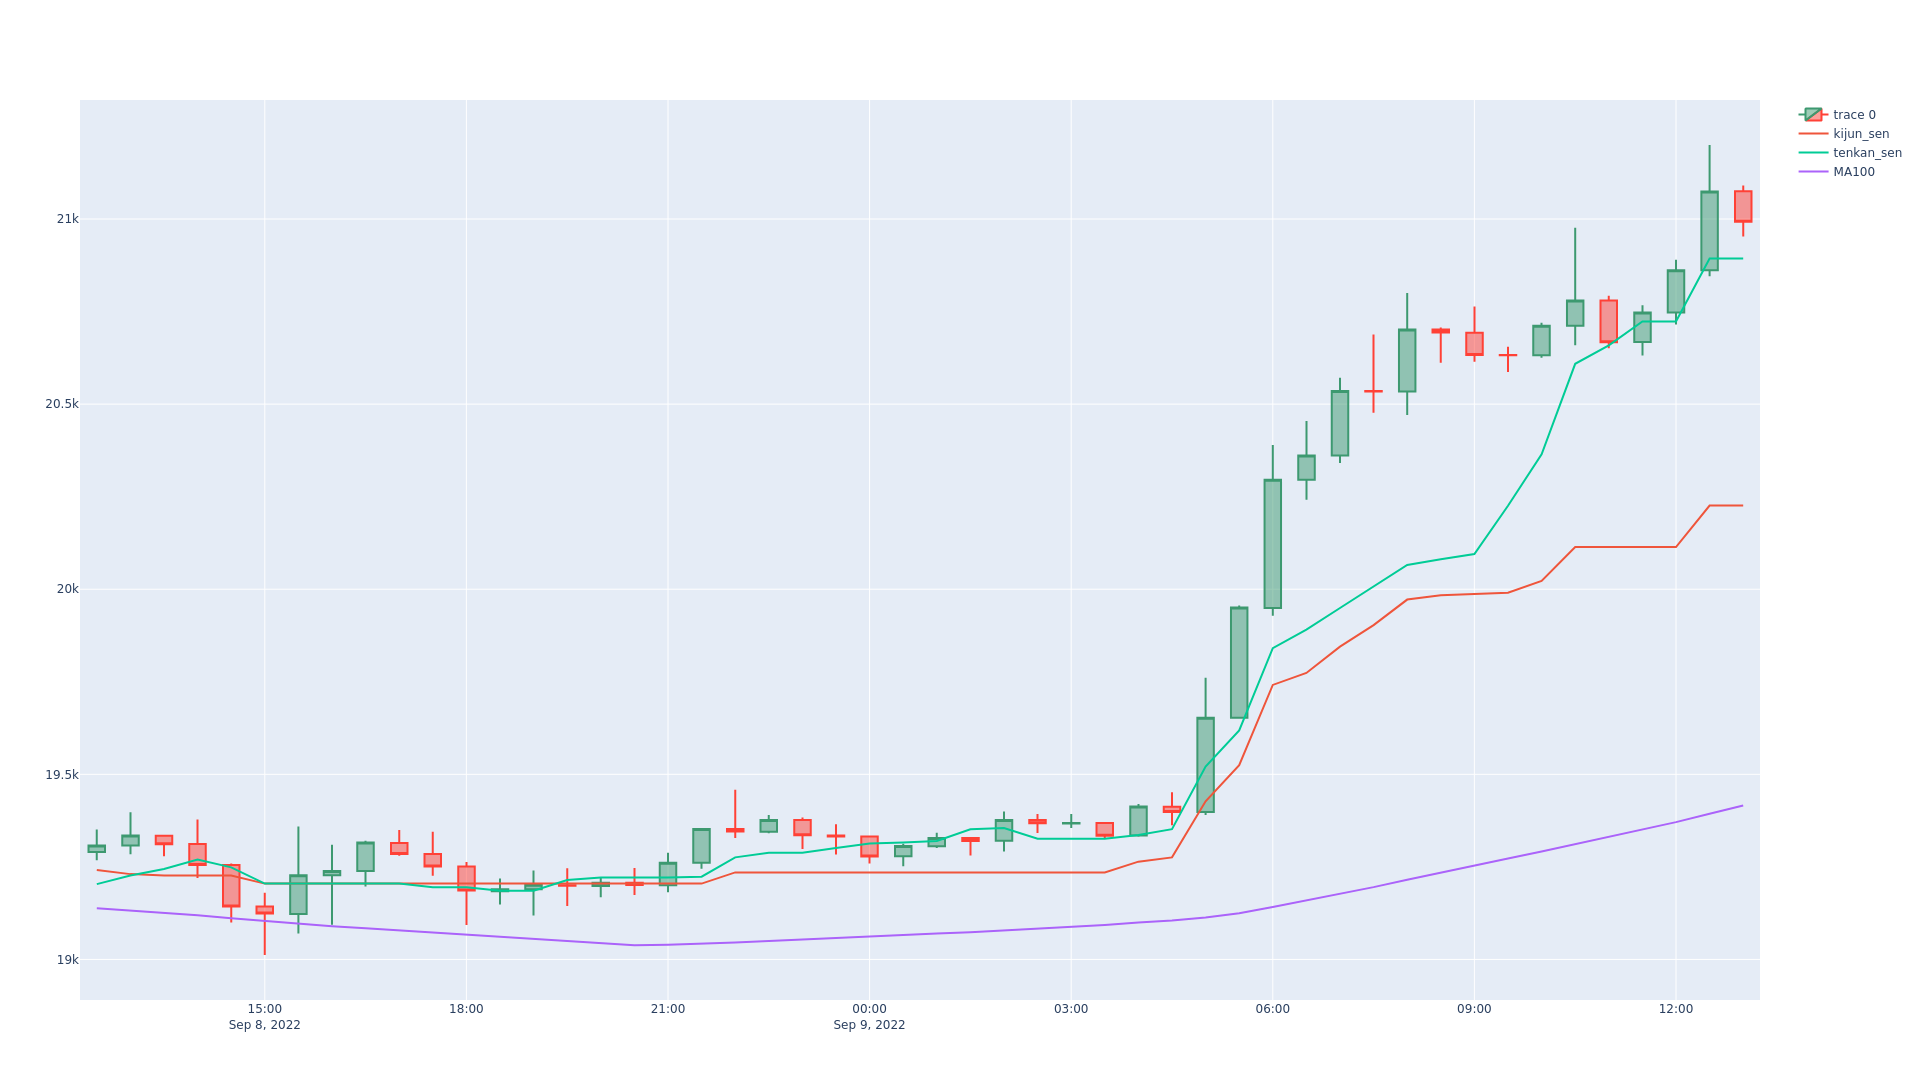 trace 0
kijun_sen
tenkan_sen
MA100
21k
20.5k
20k
19.5k
19k
15:00 18:00 21:00 00:00 03:00 06:00 09:00 12:00
Sep 8, 2022 Sep 9, 2022